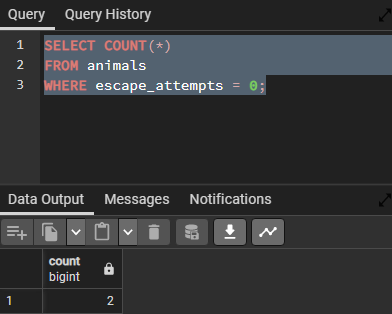 Query Query History
1 SELECT COUNT(*)
2 FROM animals
3 WHERE escape_attempts = 0;
Data Output Messages Notifications
count
bigint
1 2